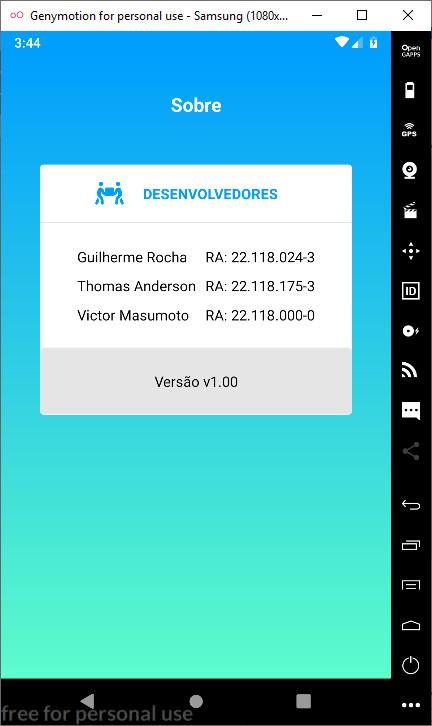 Genymotion for personal use - Samsung (1080x...
3:44
Open
GAPPS
Sobre
GPS
DESENVOLVEDORES
Guilherme Rocha RA: 22.118.024-3
Thomas Anderson RA: 22.118.175-3
Victor Masumoto RA: 22.118.000-0
ID
Versão v1.00
free for personal use